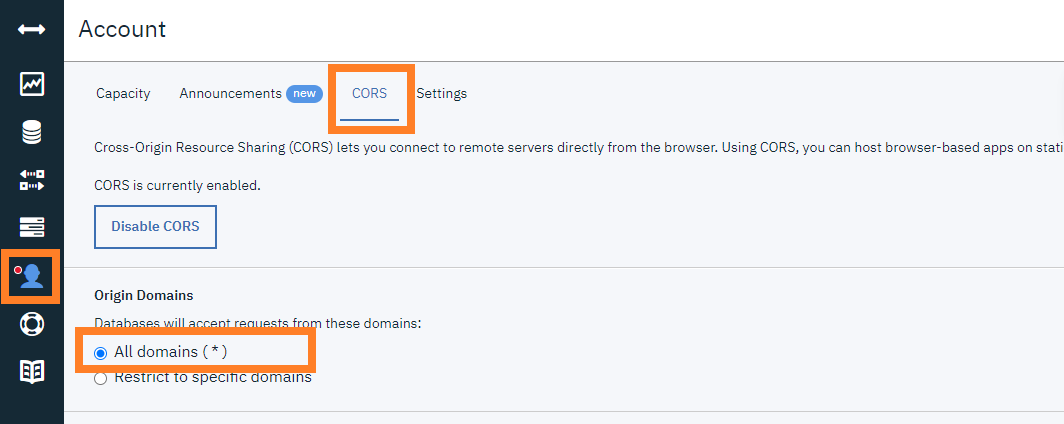 Account
Capacity Announcements new CORS Settings
Cross-Origin Resource Sharing (CORS) lets you connect to remote servers directly from the browser. Using CORS, you can host browser-based apps on stati
CORS is currently enabled.
Disable CORS
Origin Domains
Databases will accept requests from these domains:
All domains ( * )
Restrict to specific domains